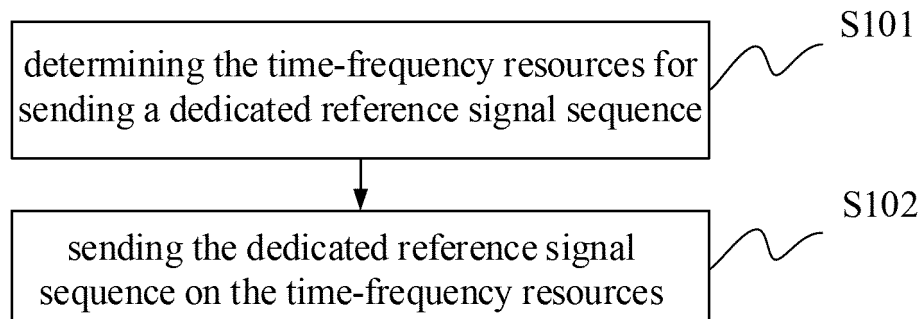 S101
determining the time-frequency resources for
sending a dedicated reference signal sequence
S102
sending the dedicated reference signal
sequence on the time-frequency resources